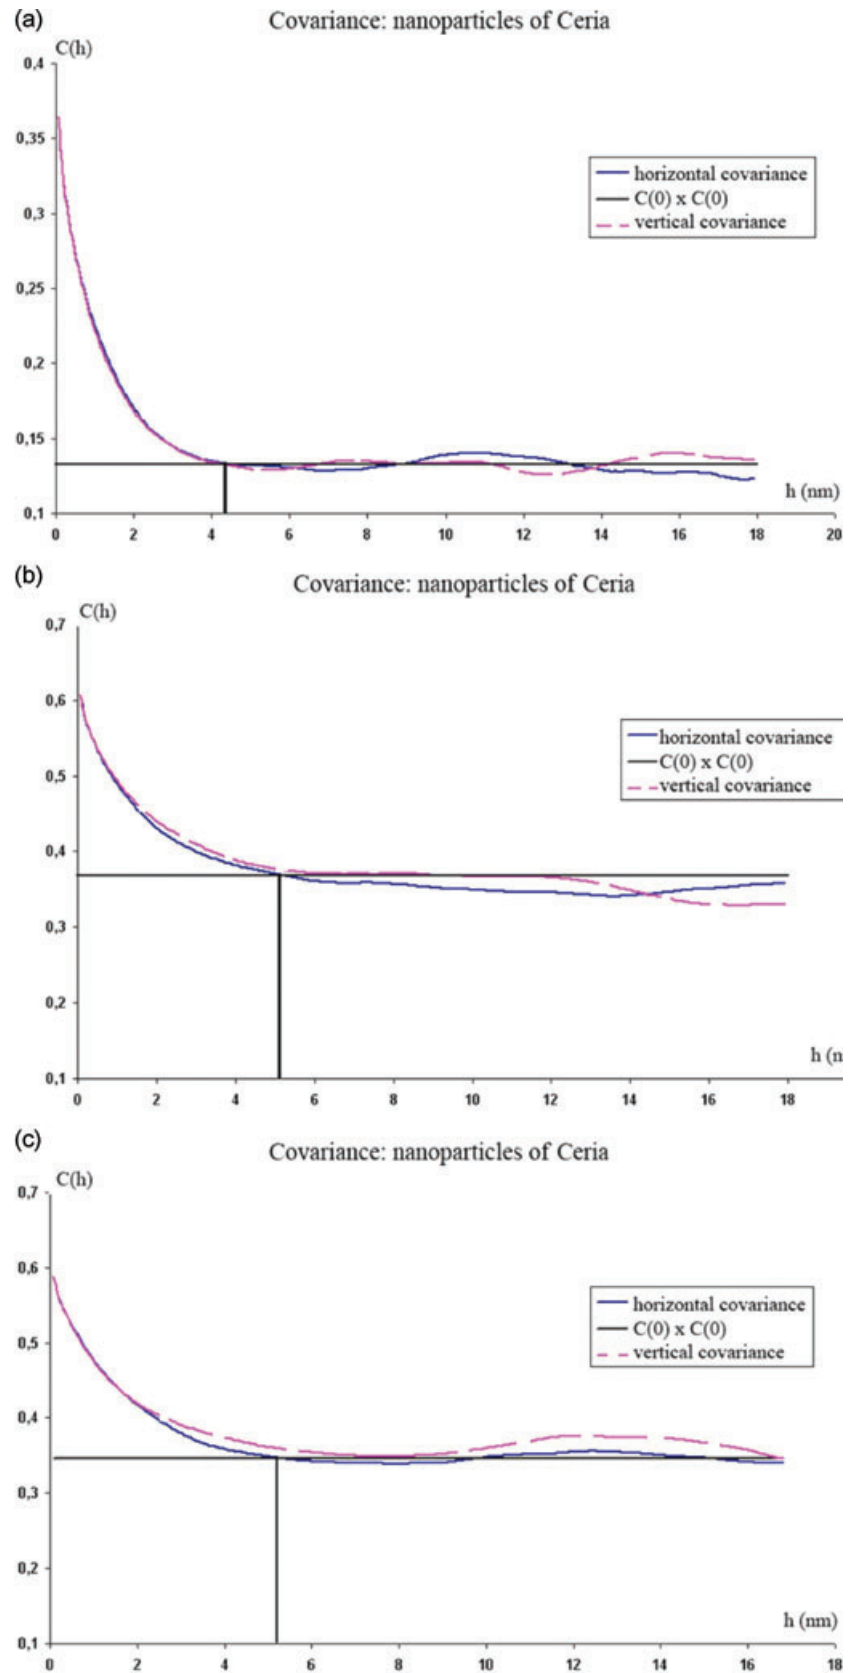 (a)
Covariance: nanoparticles of Ceria
C(h)
0,4
0,35
0,3
0,25
0,2
0,15
0,1
horizontal covariance
C(0) x C(0)
vertical covariance
h (nm)
0 2 4 6 8 10 12 14 16 18 20
(b)
Covariance: nanoparticles of Ceria
C(h)
0,7
0,6
0,5
0,4
0,3
0,2
0,1
horizontal covariance
C(0) x C(0)
vertical covariance
h (n
0 2 4 6 8 10 12 14 16 18
(c)
Covariance: nanoparticles of Ceria
C(h)
0,7
0,6
0,5
0,4
0,3
0,2
0,1
horizontal covariance
C(0) x C(0)
vertical covariance
h (nm)
0 2 4 6 8 10 12 14 16 18